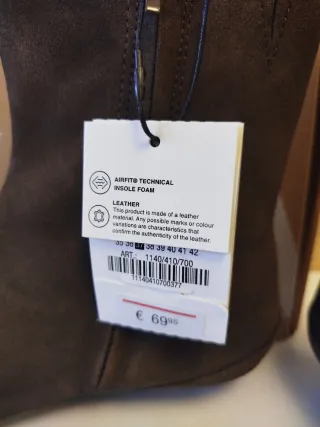 AIRFIT® TECHNICAL
INSOLE FOAM
LEATHER
This product is made of a leather
material. Any possible marks or colour
variations are characteristics that
confirm the authenticity of the leather.
35 36 37 38 39 40 41 42
ART.: 1140/410/700
11140410700377
€ 69⁹⁵